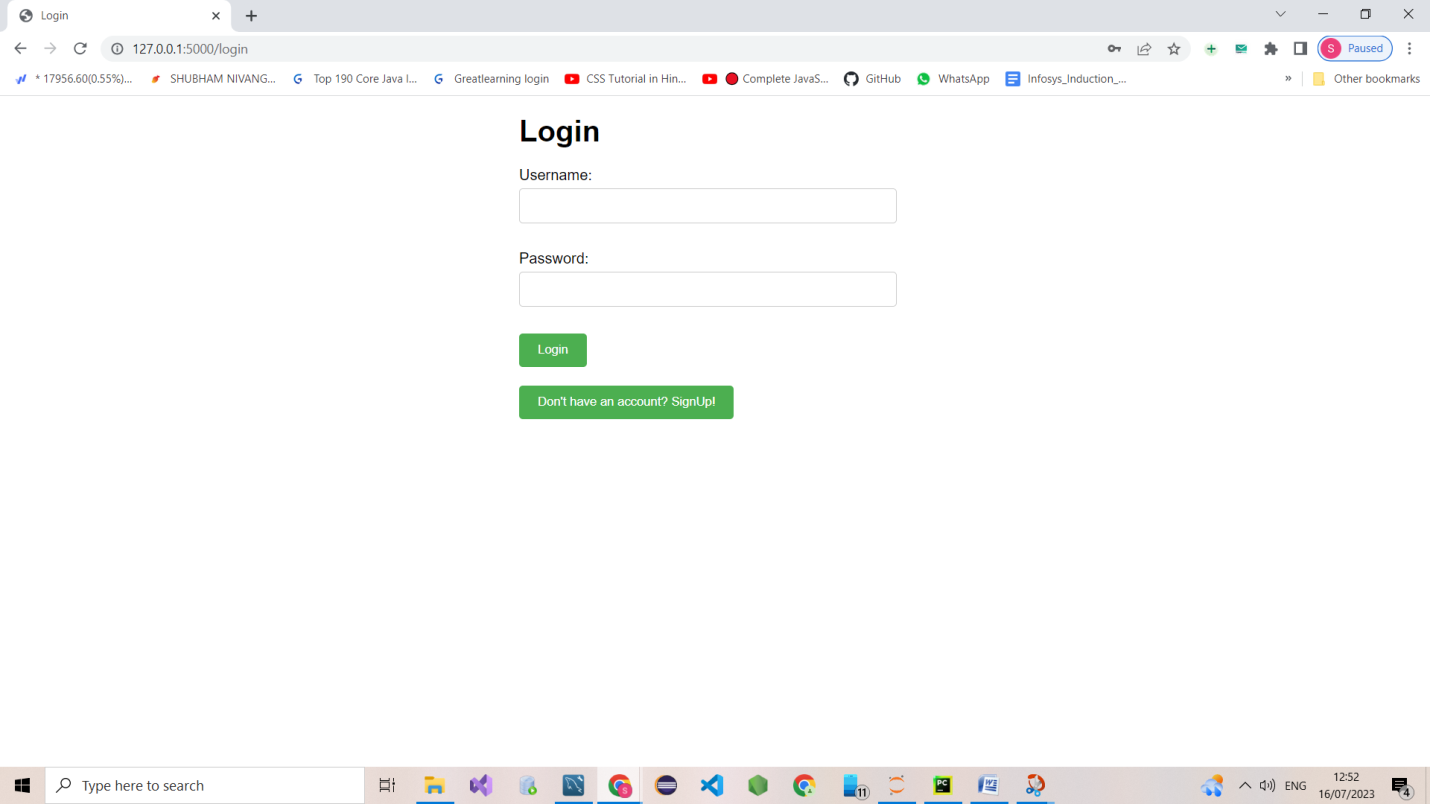 Login
127.0.0.1:5000/login
S Paused
* 17956.60(0.55%)...
SHUBHAM NIVANG...
Top 190 Core Java I...
Greatlearning login
CSS Tutorial in Hin...
Complete JavaS...
GitHub
WhatsApp
Infosys_Induction_...
»
Other bookmarks
Login
Username:
Password:
Login
Don't have an account? SignUp!
Type here to search
S
11
PC
W
ENG
12:52
16/07/2023
4